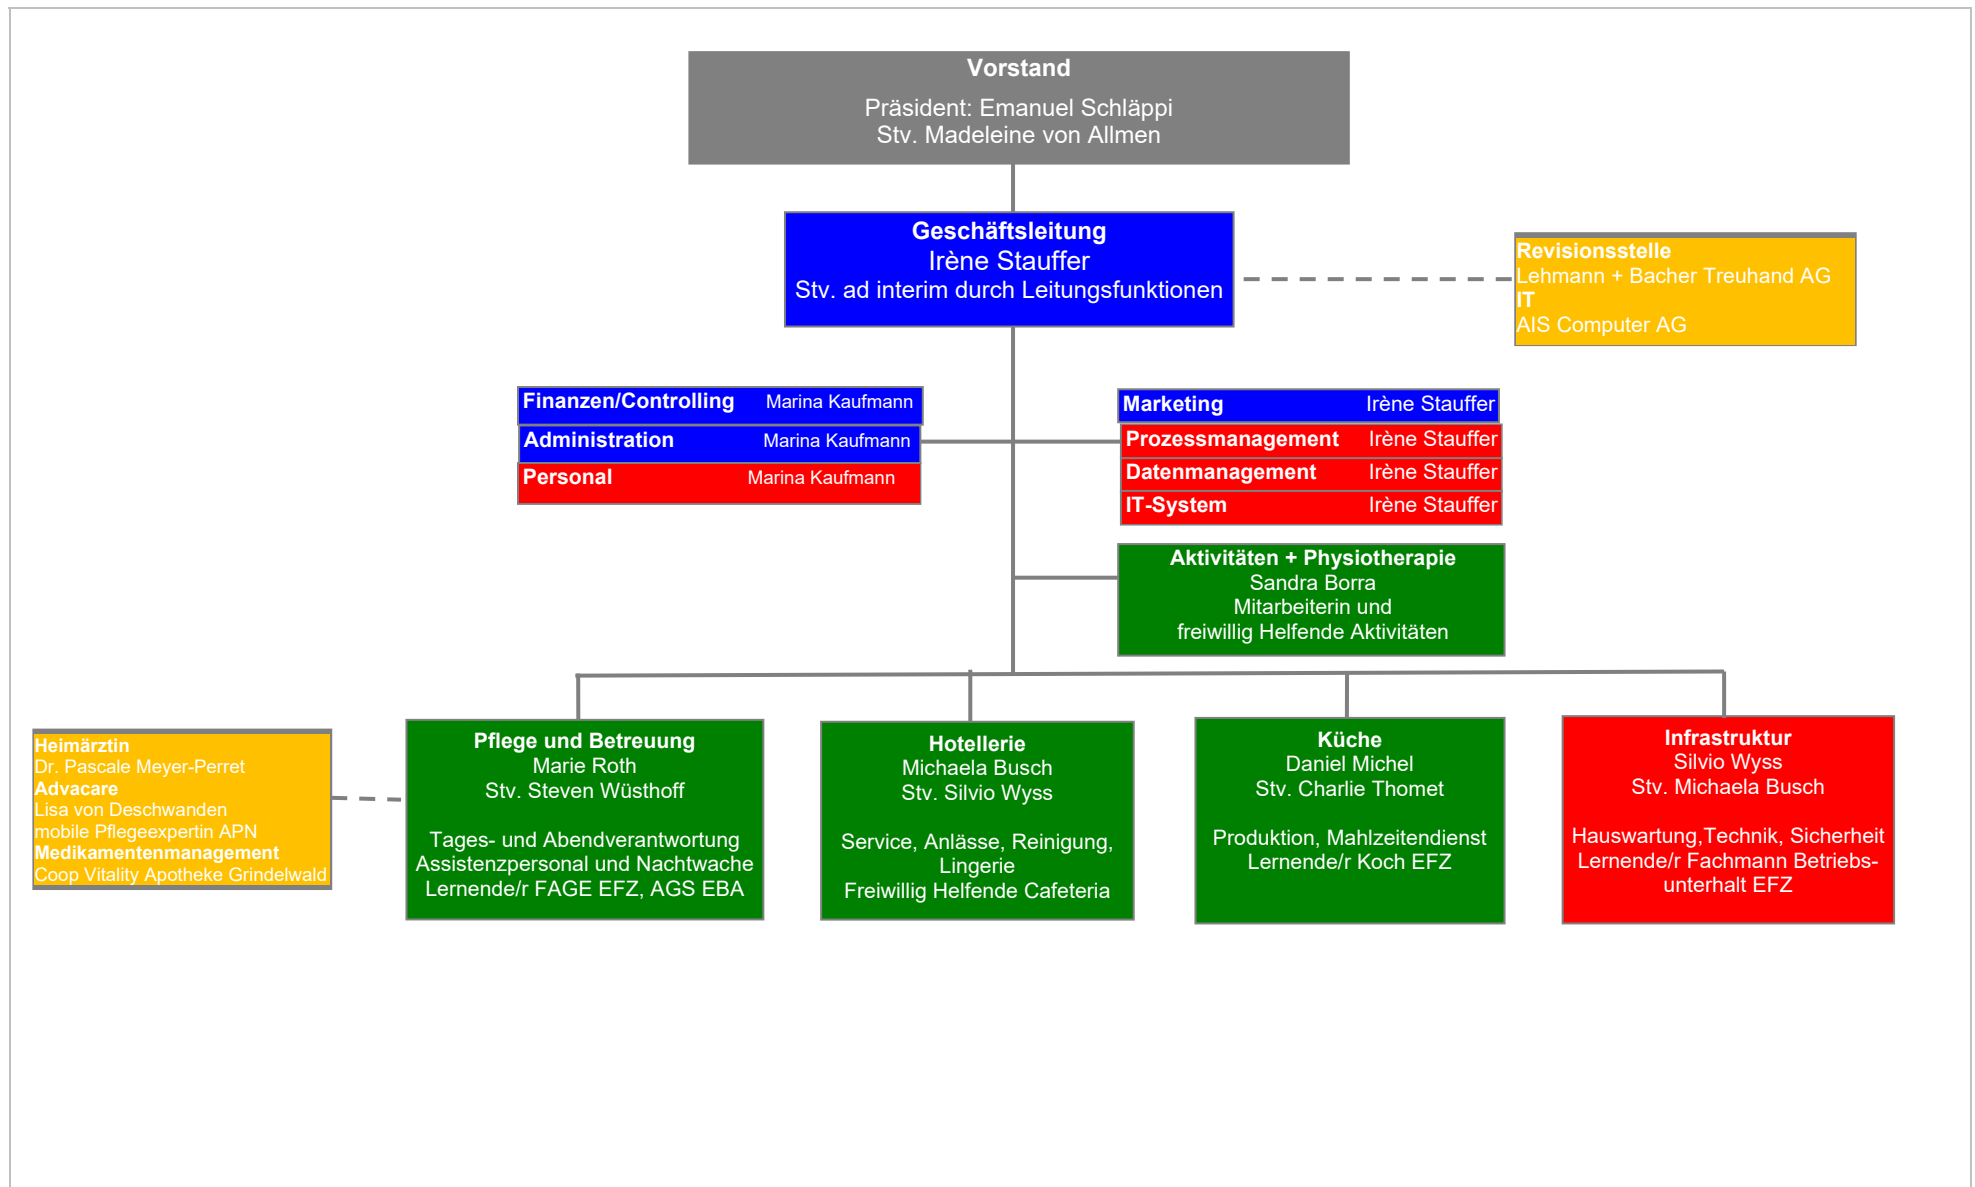 Vorstand
Präsident: Emanuel Schläppi
Stv. Madeleine von Allmen
Geschäftsleitung
Irène Stauffer
Stv. ad interim durch Leitungsfunktionen
Revisionsstelle
Lehmann + Bacher Treuhand AG
IT
AIS Computer AG
Finanzen/Controlling Marina Kaufmann
Administration Marina Kaufmann
Personal Marina Kaufmann
Marketing Irène Stauffer
Prozessmanagement Irène Stauffer
Datenmanagement Irène Stauffer
IT-System Irène Stauffer
Aktivitäten + Physiotherapie
Sandra Borra
Mitarbeiterin und
freiwillig Helfende Aktivitäten
Heimärztin
Dr. Pascale Meyer-Perret
Advacare
Lisa von Deschwanden
mobile Pflegeexpertin APN
Medikamentenmanagement
Coop Vitality Apotheke Grindelwald
Pflege und Betreuung
Marie Roth
Stv. Steven Wüsthoff
Tages- und Abendverantwortung
Assistenzpersonal und Nachtwache
Lernende/r FAGE EFZ, AGS EBA
Hotellerie
Michaela Busch
Stv. Silvio Wyss
Service, Anlässe, Reinigung,
Lingerie
Freiwillig Helfende Cafeteria
Küche
Daniel Michel
Stv. Charlie Thomet
Produktion, Mahlzeitendienst
Lernende/r Koch EFZ
Infrastruktur
Silvio Wyss
Stv. Michaela Busch
Hauswartung,Technik, Sicherheit
Lernende/r Fachmann Betriebs-
unterhalt EFZ